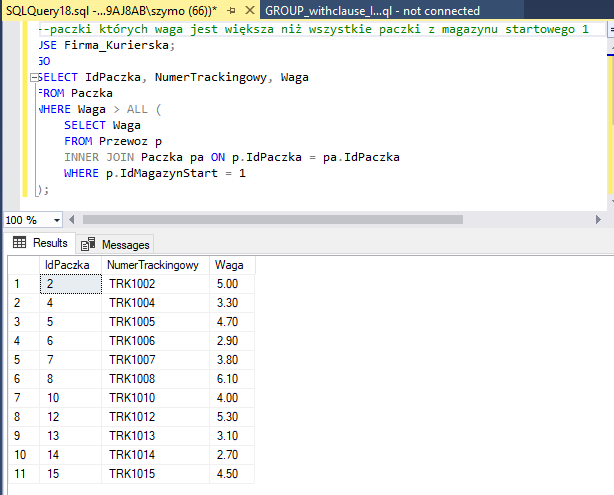 SQLQuery18.sql -...9AJ8AB\szymo (66))*
GROUP_withclause_l...ql - not connected
--paczki których waga jest większa niż wszystkie paczki z magazynu startowego 1
USE Firma_Kurierska;
GO
SELECT IdPaczka, NumerTrackingowy, Waga
FROM Paczka
WHERE Waga > ALL (
SELECT Waga
FROM Przewoz p
INNER JOIN Paczka pa ON p.IdPaczka = pa.IdPaczka
WHERE p.IdMagazynStart = 1
);
100 %
Results Messages
IdPaczka NumerTrackingowy Waga
1 2 TRK1002 5.00
2 4 TRK1004 3.30
3 5 TRK1005 4.70
4 6 TRK1006 2.90
5 7 TRK1007 3.80
6 8 TRK1008 6.10
7 10 TRK1010 4.00
8 12 TRK1012 5.30
9 13 TRK1013 3.10
10 14 TRK1014 2.70
11 15 TRK1015 4.50